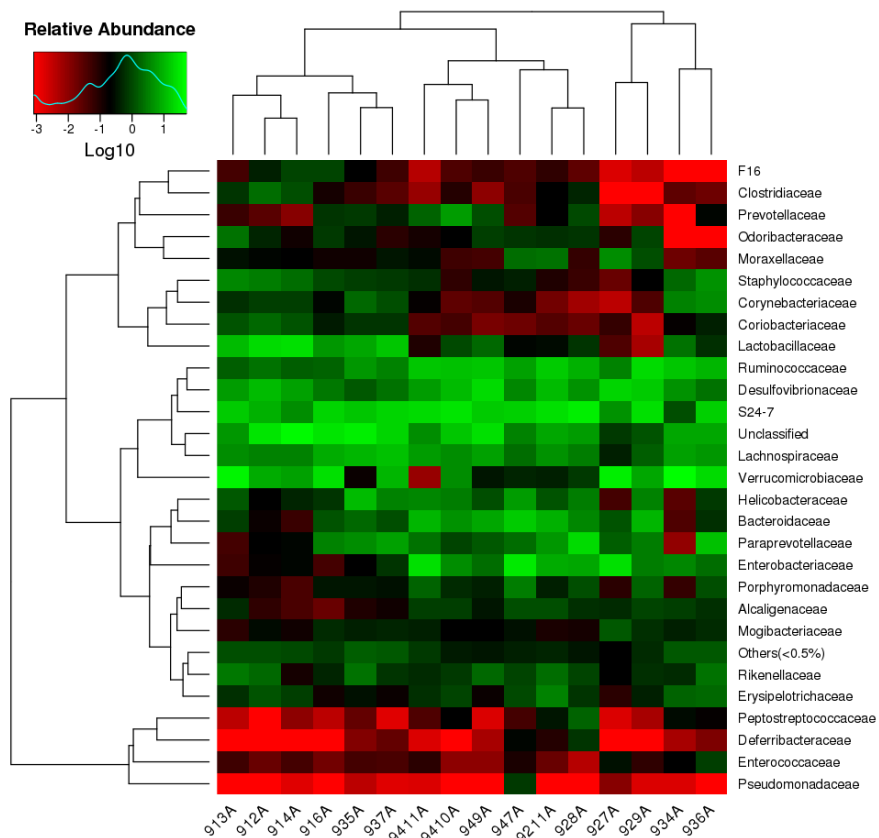 Relative Abundance
-3 -2 -1 0 1
Log10
F16
Clostridiaceae
Prevotellaceae
Odoribacteraceae
Moraxellaceae
Staphylococcaceae
Corynebacteriaceae
Coriobacteriaceae
Lactobacillaceae
Ruminococcaceae
Desulfovibrionaceae
S24-7
Unclassified
Lachnospiraceae
Verrucomicrobiaceae
Helicobacteraceae
Bacteroidaceae
Paraprevotellaceae
Enterobacteriaceae
Porphyromonadaceae
Alcaligenaceae
Mogibacteriaceae
Others(<0.5%)
Rikenellaceae
Erysipelotrichaceae
Peptostreptococcaceae
Deferribacteraceae
Enterococcaceae
Pseudomonadaceae
913A 912A 914A 916A 935A 937A 9411A 9410A 949A 947A 9211A 928A 927A 929A 934A 936A